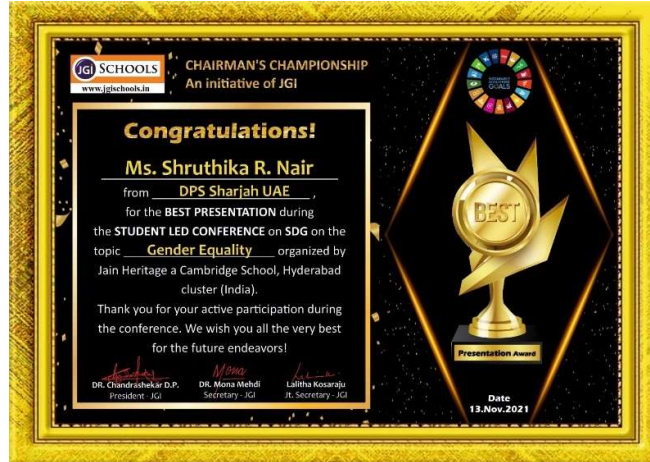 JGI SCHOOLS
www.jgischools.in
CHAIRMAN'S CHAMPIONSHIP
An initiative of JGI
Congratulations!
Ms. Shruthika R. Nair
from DPS Sharjah UAE ,
for the BEST PRESENTATION during
the STUDENT LED CONFERENCE on SDG on the
topic Gender Equality organized by
Jain Heritage a Cambridge School, Hyderabad
cluster (India).
Thank you for your active participation during
the conference. We wish you all the very best
for the future endeavors!
Mona
DR. Chandrashekar D.P.
President - JGI
DR. Mona Mehdi
Secretary - JGI
Lalitha Kosaraju
Jt. Secretary - JGI
GOALS
BEST
Presentation Award
Date
13.Nov.2021